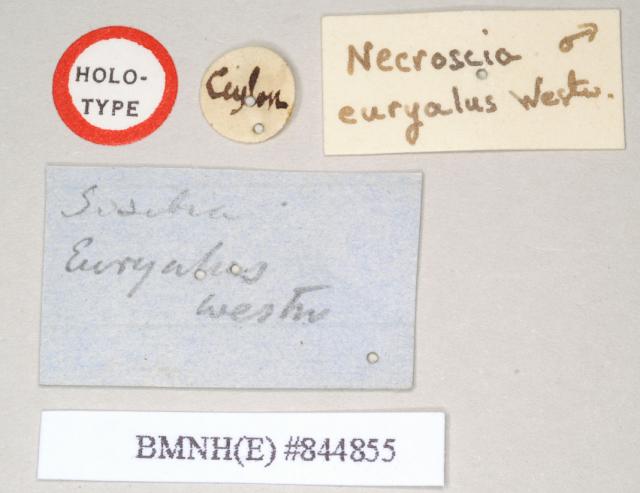 HOLO-
TYPE
Ceylon
Necroscia ♂
euryalus Westw.
Sosibia
Euryalus
westw
BMNH(E) #844855